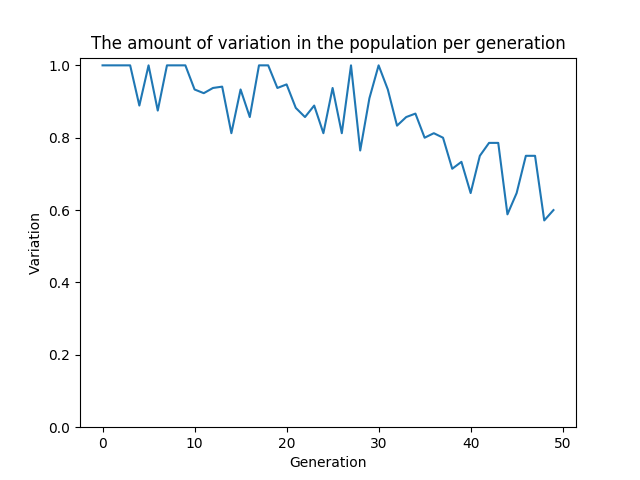 The amount of variation in the population per generation
1.0
0.8
0.6
0.4
0.2
0.0
Variation
0 10 20 30 40 50
Generation